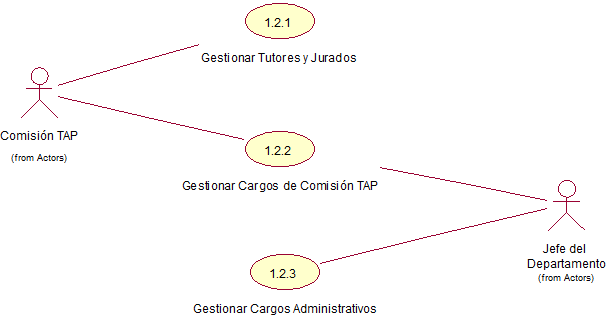 1.2.1
Gestionar Tutores y Jurados
Comisión TAP
(from Actors)
1.2.2
Gestionar Cargos de Comisión TAP
Jefe del
Departamento
(from Actors)
1.2.3
Gestionar Cargos Administrativos